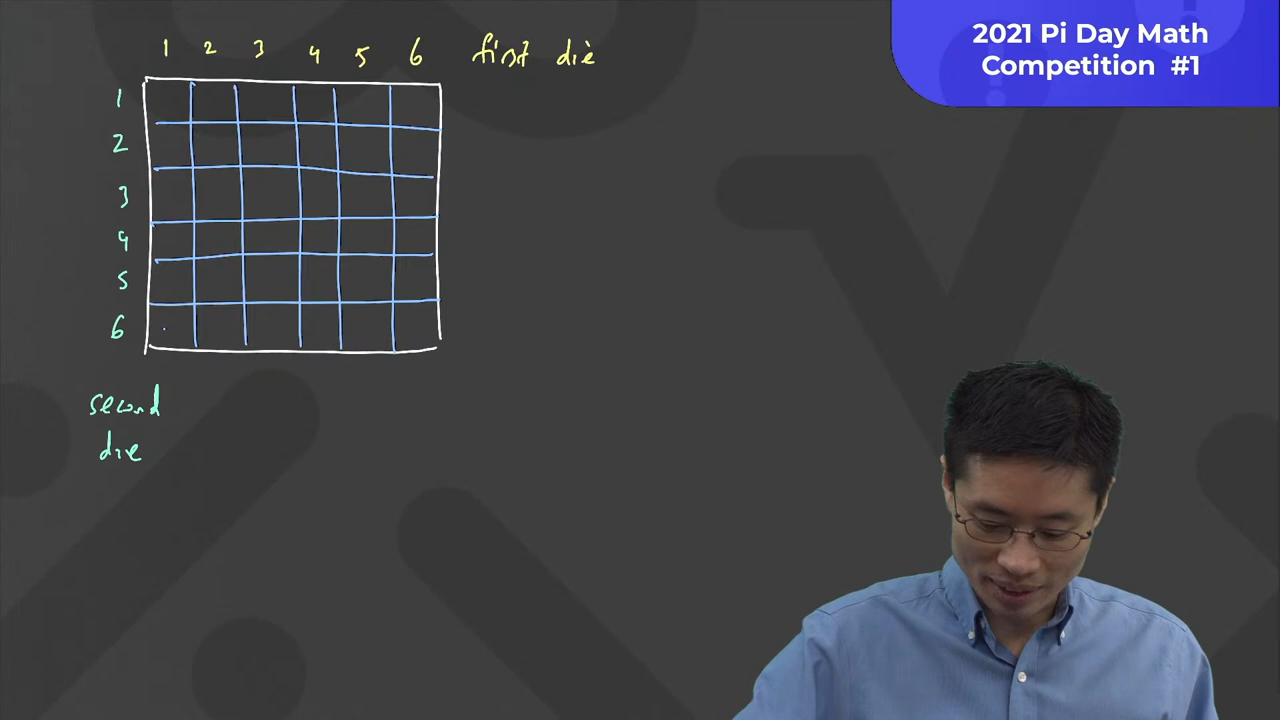 2021 Pi Day Math
Competition #1
1 2 3 4 5 6 first die
1
2
3
4
5
6
second
die